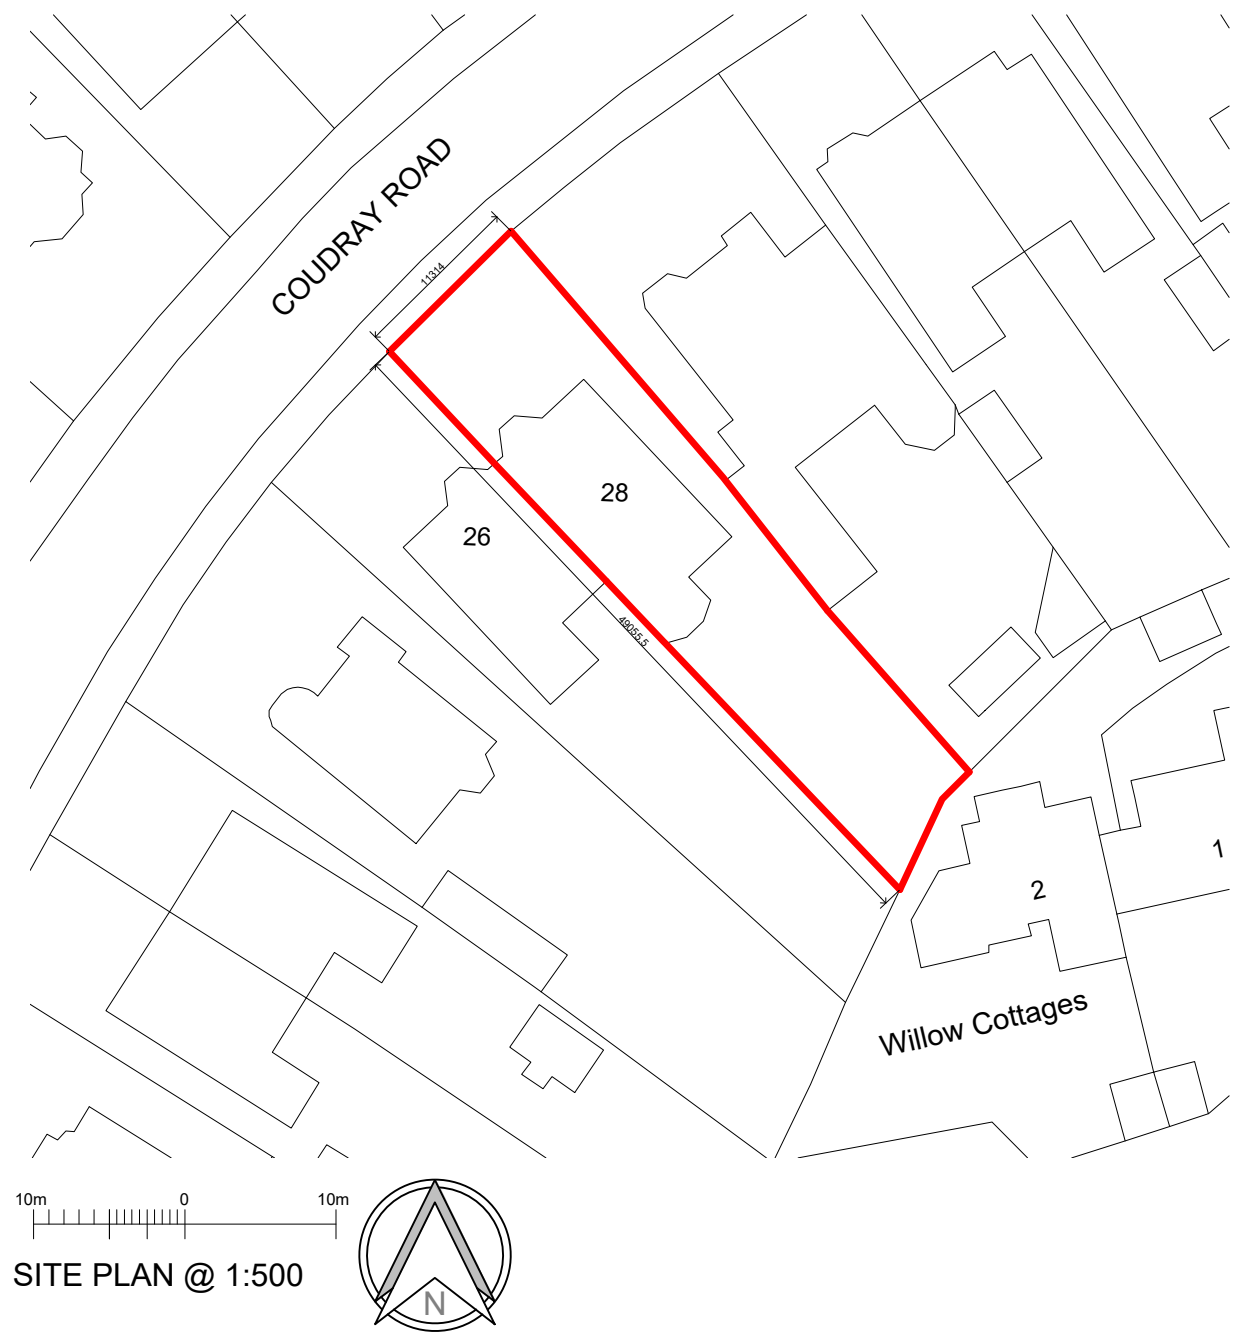 COUDRAY ROAD
11314
28
26
49055.5
1
2
Willow Cottages
10m 0 10m
SITE PLAN @ 1:500
N